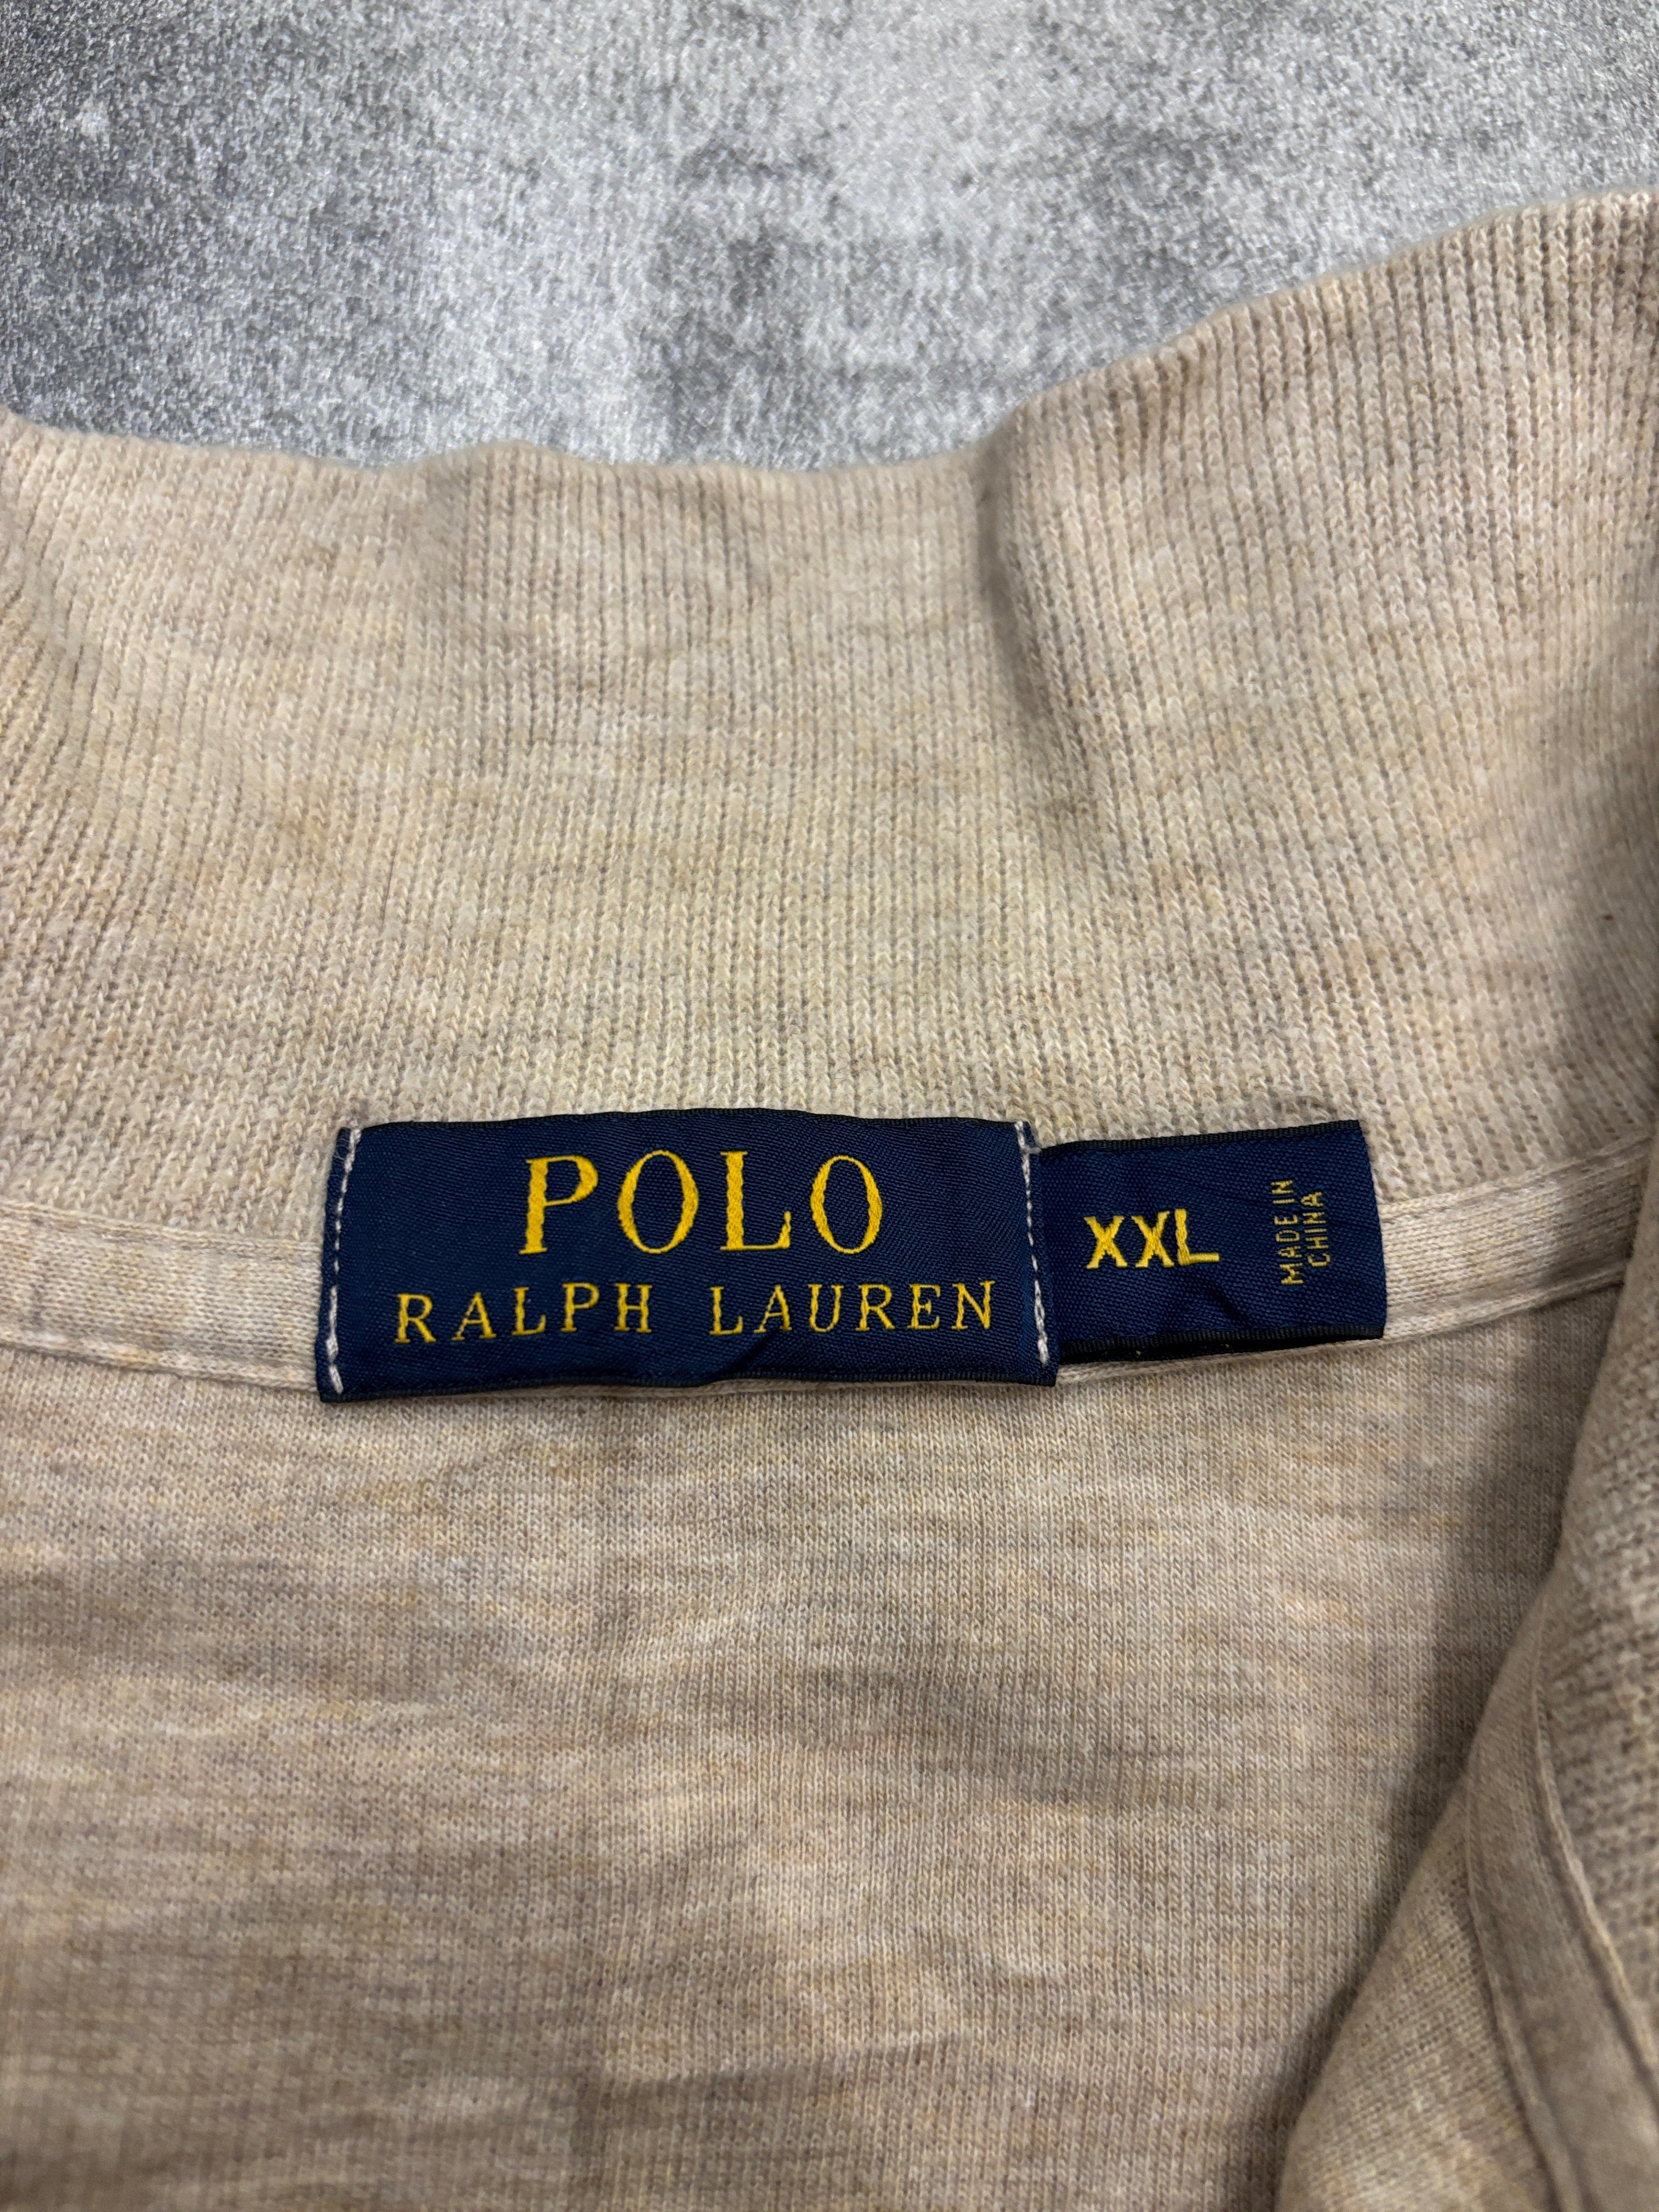 POLO
RALPH LAUREN
XXL
MADE IN
CHINA